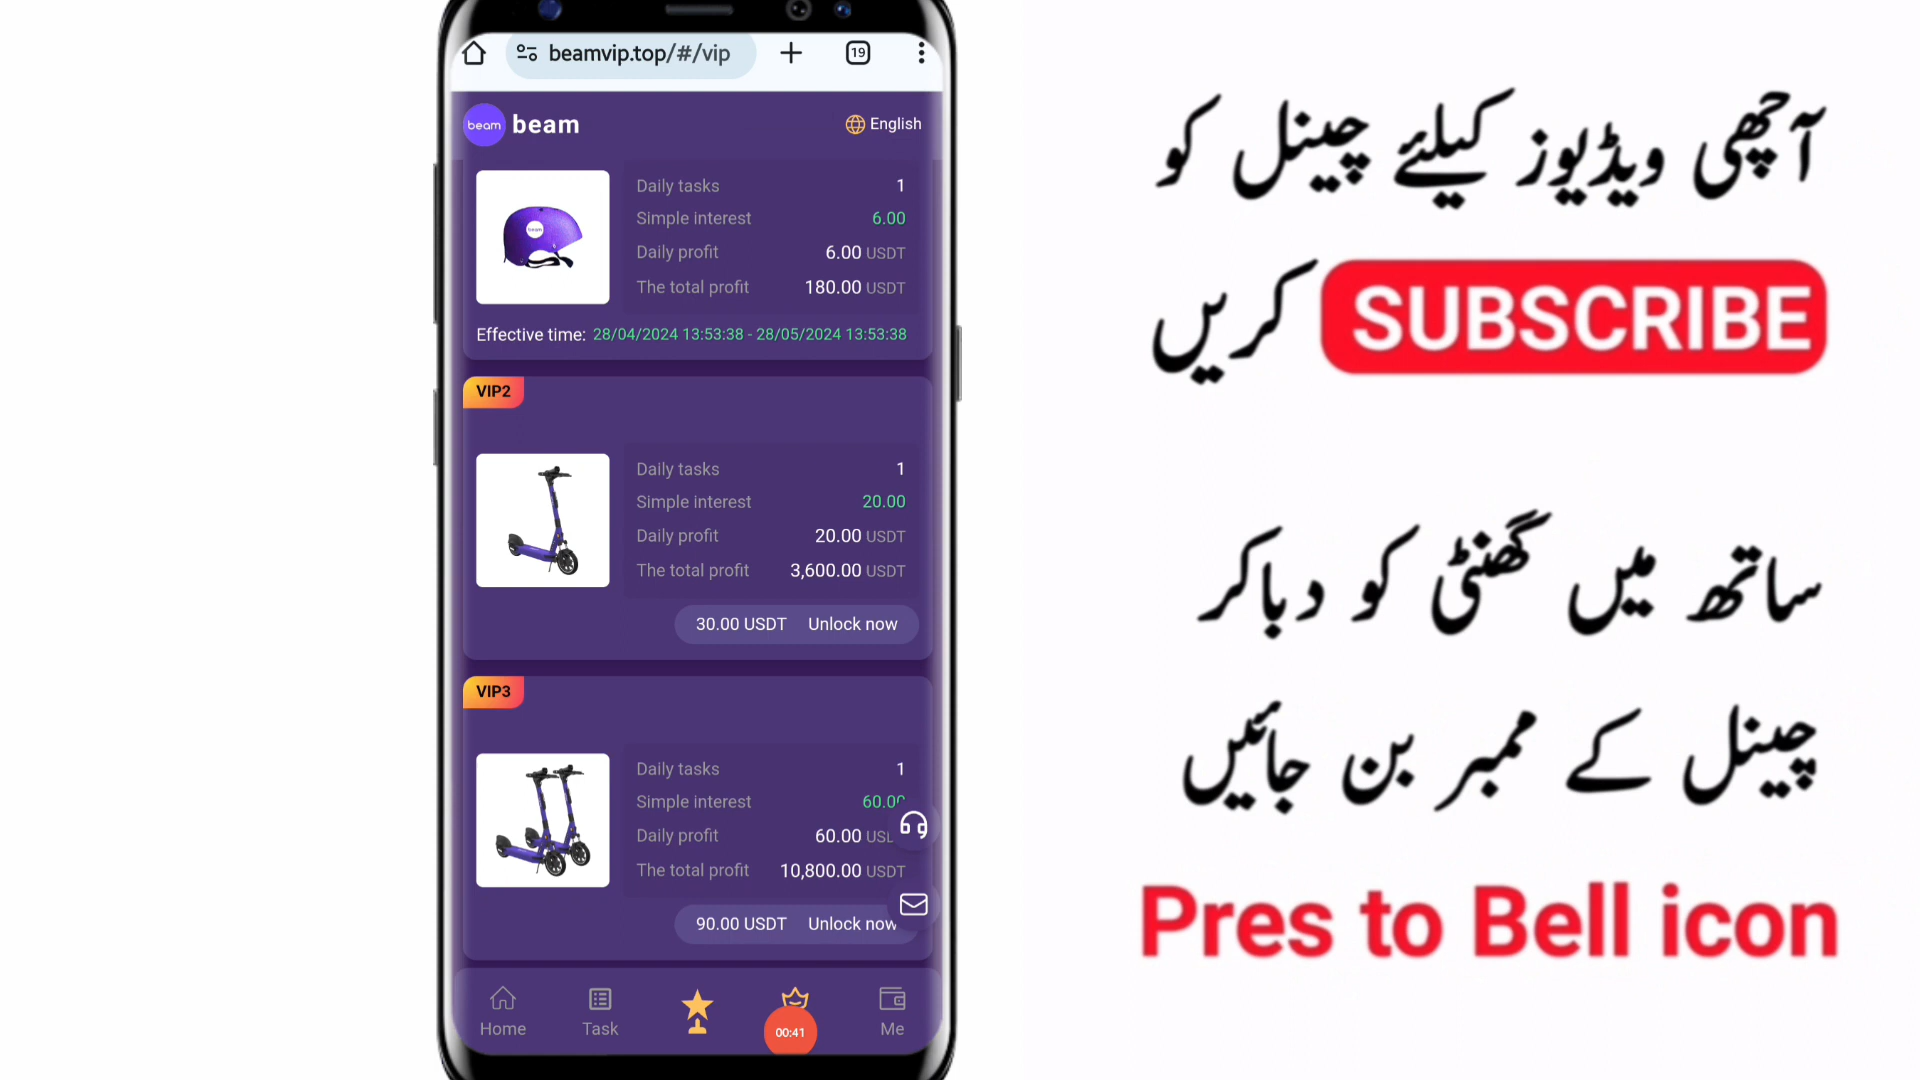 beamvip.top/#/vip
19
beam
beam
English
Daily tasks 1
Simple interest 6.00
Daily profit 6.00 USDT
The total profit 180.00 USDT
Effective time: 28/04/2024 13:53:38 - 28/05/2024 13:53:38
VIP2
Daily tasks 1
Simple interest 20.00
Daily profit 20.00 USDT
The total profit 3,600.00 USDT
30.00 USDT Unlock now
VIP3
Daily tasks 1
Simple interest 60.00
Daily profit 60.00 USD
The total profit 10,800.00 USDT
90.00 USDT Unlock now
Home
Task
00:41
Me
آچھی ویڈیوز کیلئے چینل کو
SUBSCRIBE کریں
ساتھ میں گھنٹی کو دباکر
چینل کے ممبر بن جائیں
Pres to Bell icon